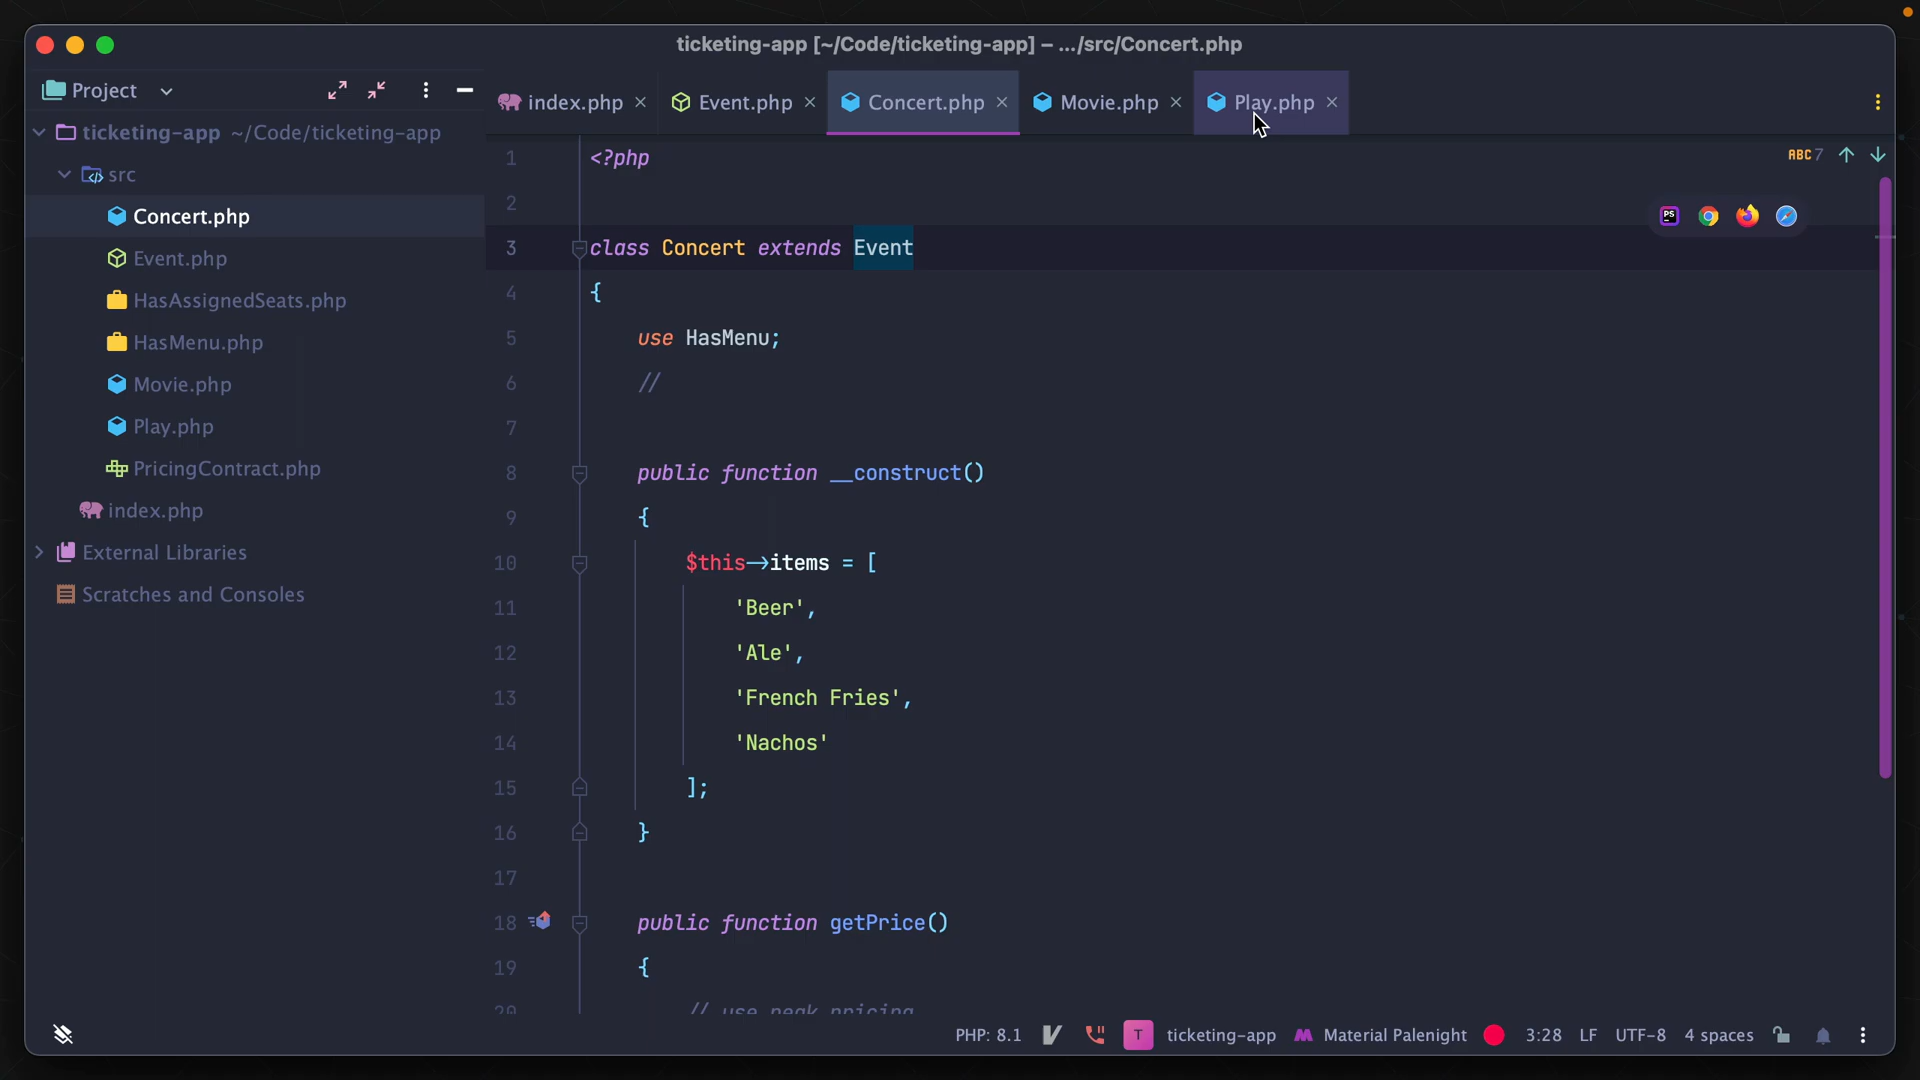 ticketing-app [~/Code/ticketing-app] – .../src/Concert.php
Project
index.php
Event.php
Concert.php
Movie.php
Play.php
ticketing-app ~/Code/ticketing-app
src
Concert.php
Event.php
HasAssignedSeats.php
HasMenu.php
Movie.php
Play.php
PricingContract.php
index.php
External Libraries
Scratches and Consoles
ABC 7
PS
1 <?php
2
3 class Concert extends Event
4 {
5 use HasMenu;
6 //
7
8 public function __construct()
9 {
10 $this->items = [
11 'Beer',
12 'Ale',
13 'French Fries',
14 'Nachos'
15 ];
16 }
17
18 public function getPrice()
19 {
20 // use peak pricing
PHP: 8.1 T ticketing-app Material Palenight 3:28 LF UTF-8 4 spaces